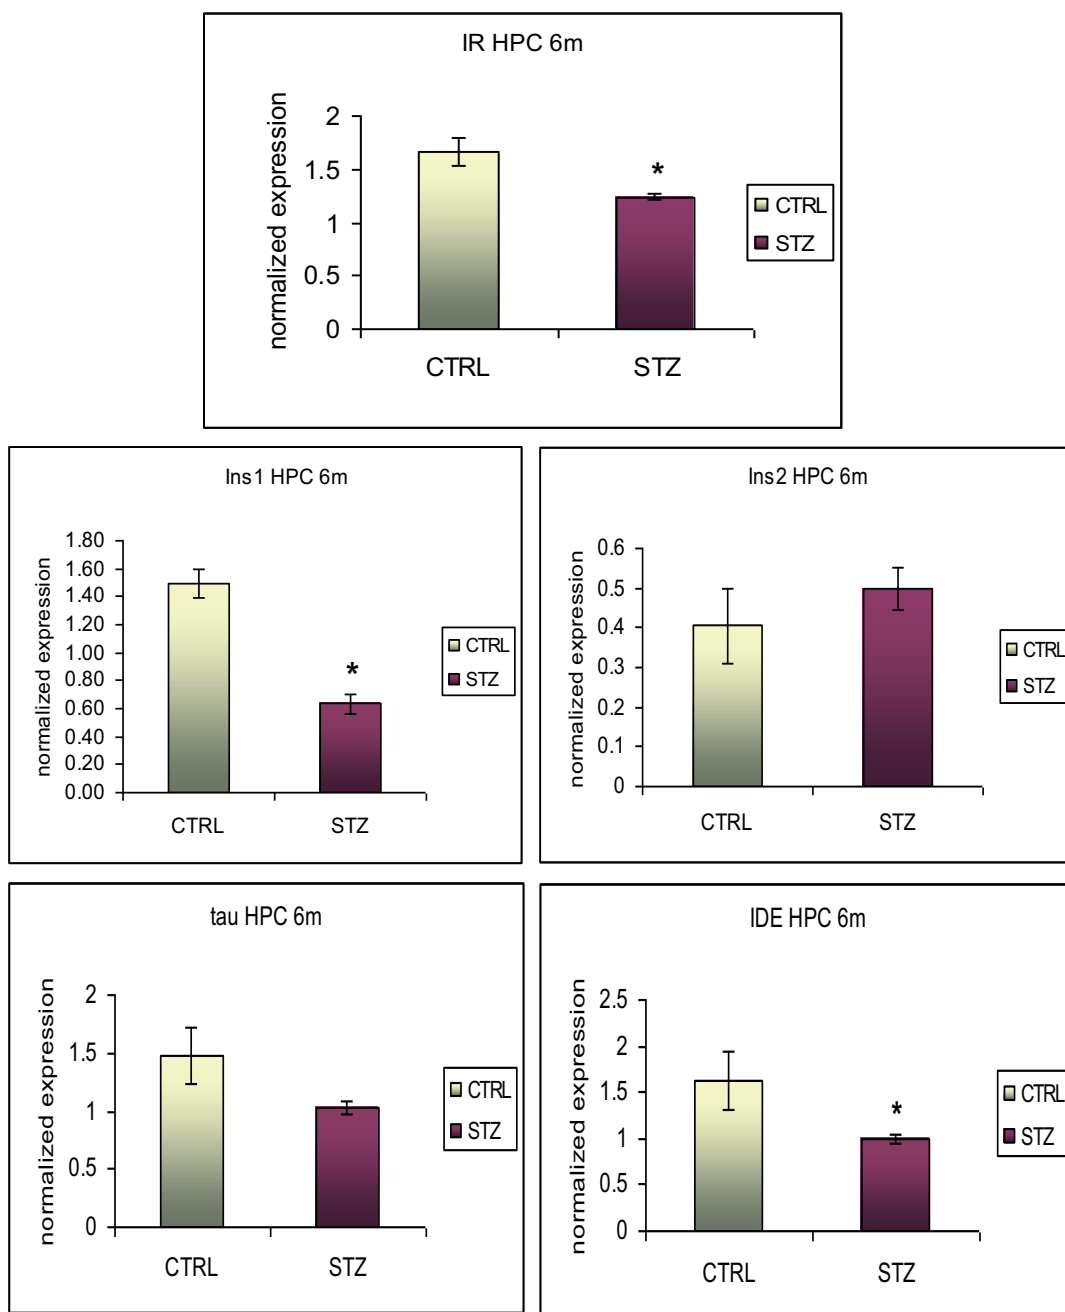 IR HPC 6m
normalized expression
2
1.5
1
0.5
0
*
CTRL
STZ
CTRL
STZ
Ins1 HPC 6m
normalized expression
1.80
1.60
1.40
1.20
1.00
0.80
0.60
0.40
0.20
0.00
*
CTRL
STZ
CTRL
STZ
Ins2 HPC 6m
normalized expression
0.6
0.5
0.4
0.3
0.2
0.1
0
CTRL
STZ
CTRL
STZ
tau HPC 6m
normalized expression
2
1.5
1
0.5
0
CTRL
STZ
CTRL
STZ
IDE HPC 6m
normalized expression
2.5
2
1.5
1
0.5
0
*
CTRL
STZ
CTRL
STZ